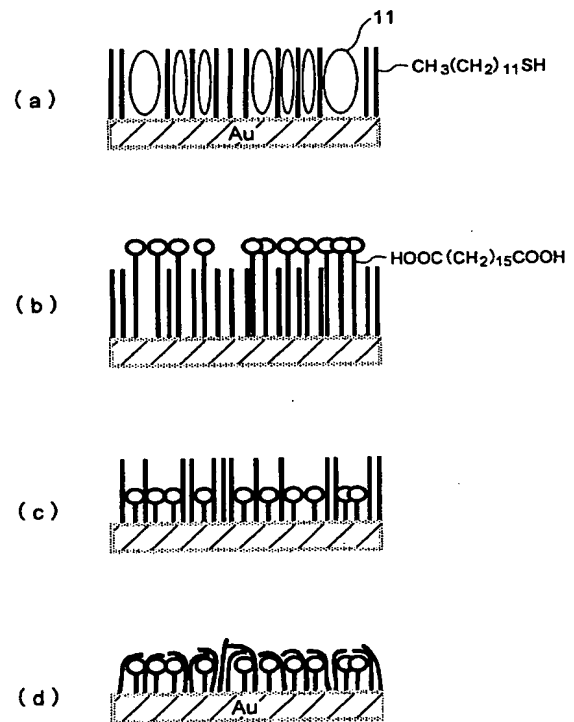 11
(a)
CH3(CH2)11SH
Au
(b)
HOOC(CH2)15COOH
(c)
(d)
Au